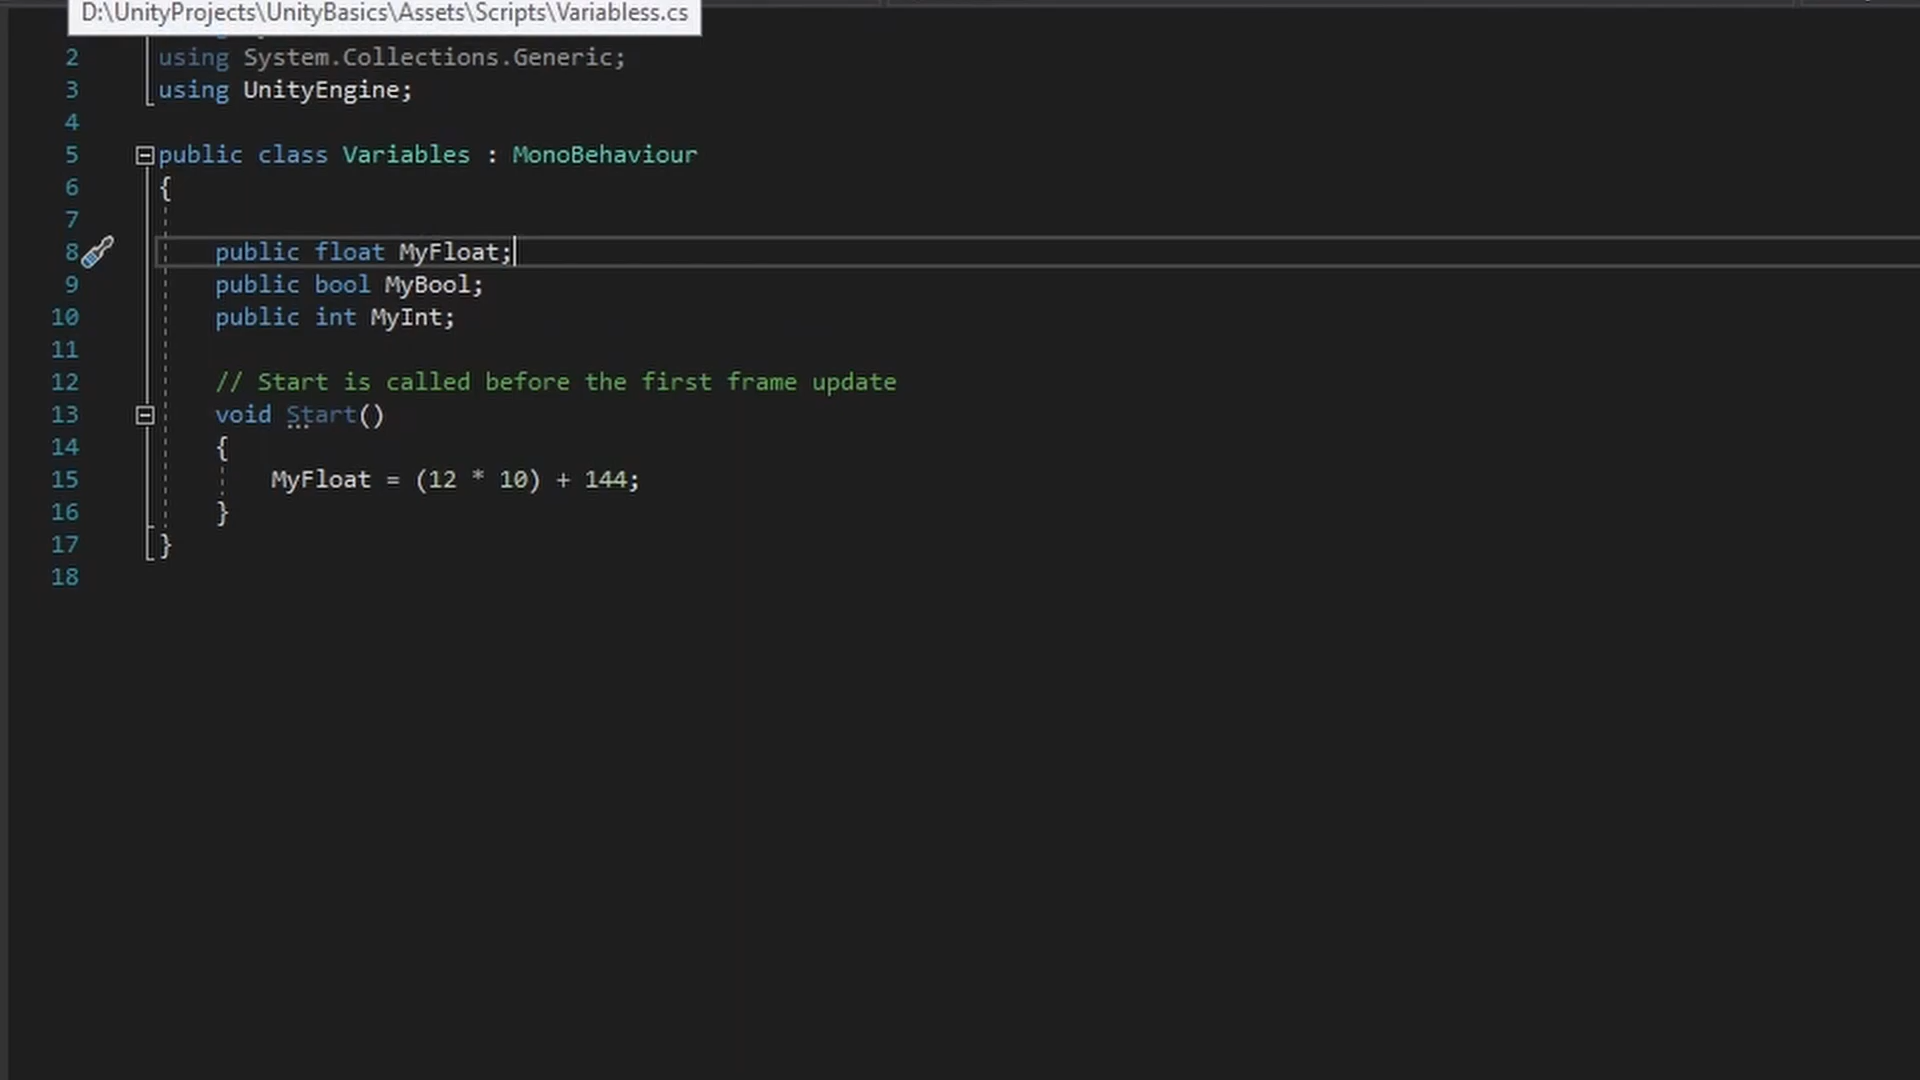 D:\UnityProjects\UnityBasics\Assets\Scripts\Variabless.cs
2 using System.Collections.Generic;
3 using UnityEngine;
4
5 public class Variables : MonoBehaviour
6 {
7
8 public float MyFloat;
9 public bool MyBool;
10 public int MyInt;
11
12 // Start is called before the first frame update
13 void Start()
14 {
15 MyFloat = (12 * 10) + 144;
16 }
17 }
18